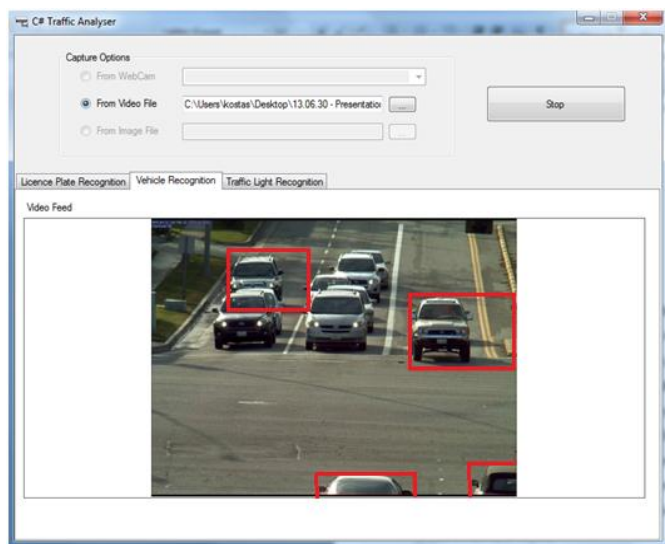 C# Traffic Analyser
Capture Options
From WebCam
From Video File
C:\Users\kostas\Desktop\13.06.30 - Presentatio
...
Stop
From Image File
...
Licence Plate Recognition
Vehicle Recognition
Traffic Light Recognition
Video Feed